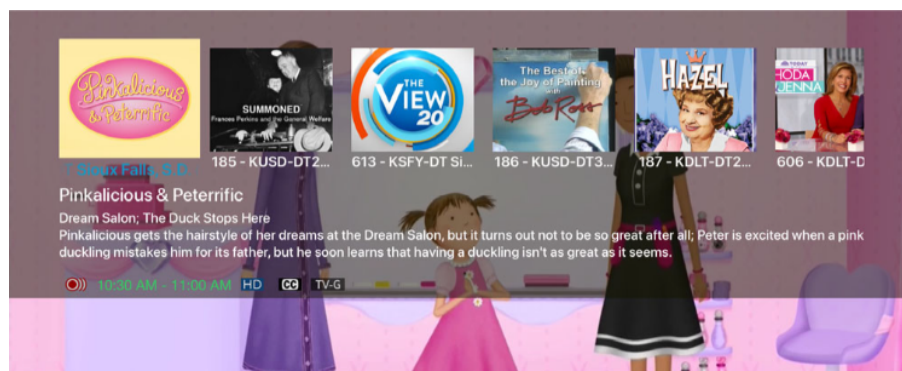 Pinkalicious
& Peterrific
SUMMONED
Frances Perkins and the General Welfare
THE
VIEW
20
The Best of
the Joy of Painting
with
Bob Ross
HAZEL
TODAY
HODA
JENNA
185 - KUSD-DT2...
613 - KSFY-DT Si...
186 - KUSD-DT3...
187 - KDLT-DT2...
606 - KDLT-D
Sioux Falls, S.D.
Pinkalicious & Peterrific
Dream Salon; The Duck Stops Here
Pinkalicious gets the hairstyle of her dreams at the Dream Salon, but it turns out not to be so great after all; Peter is excited when a pink
duckling mistakes him for its father, but he soon learns that having a duckling isn't as great as it seems.
10:30 AM - 11:00 AM HD CC TV-G